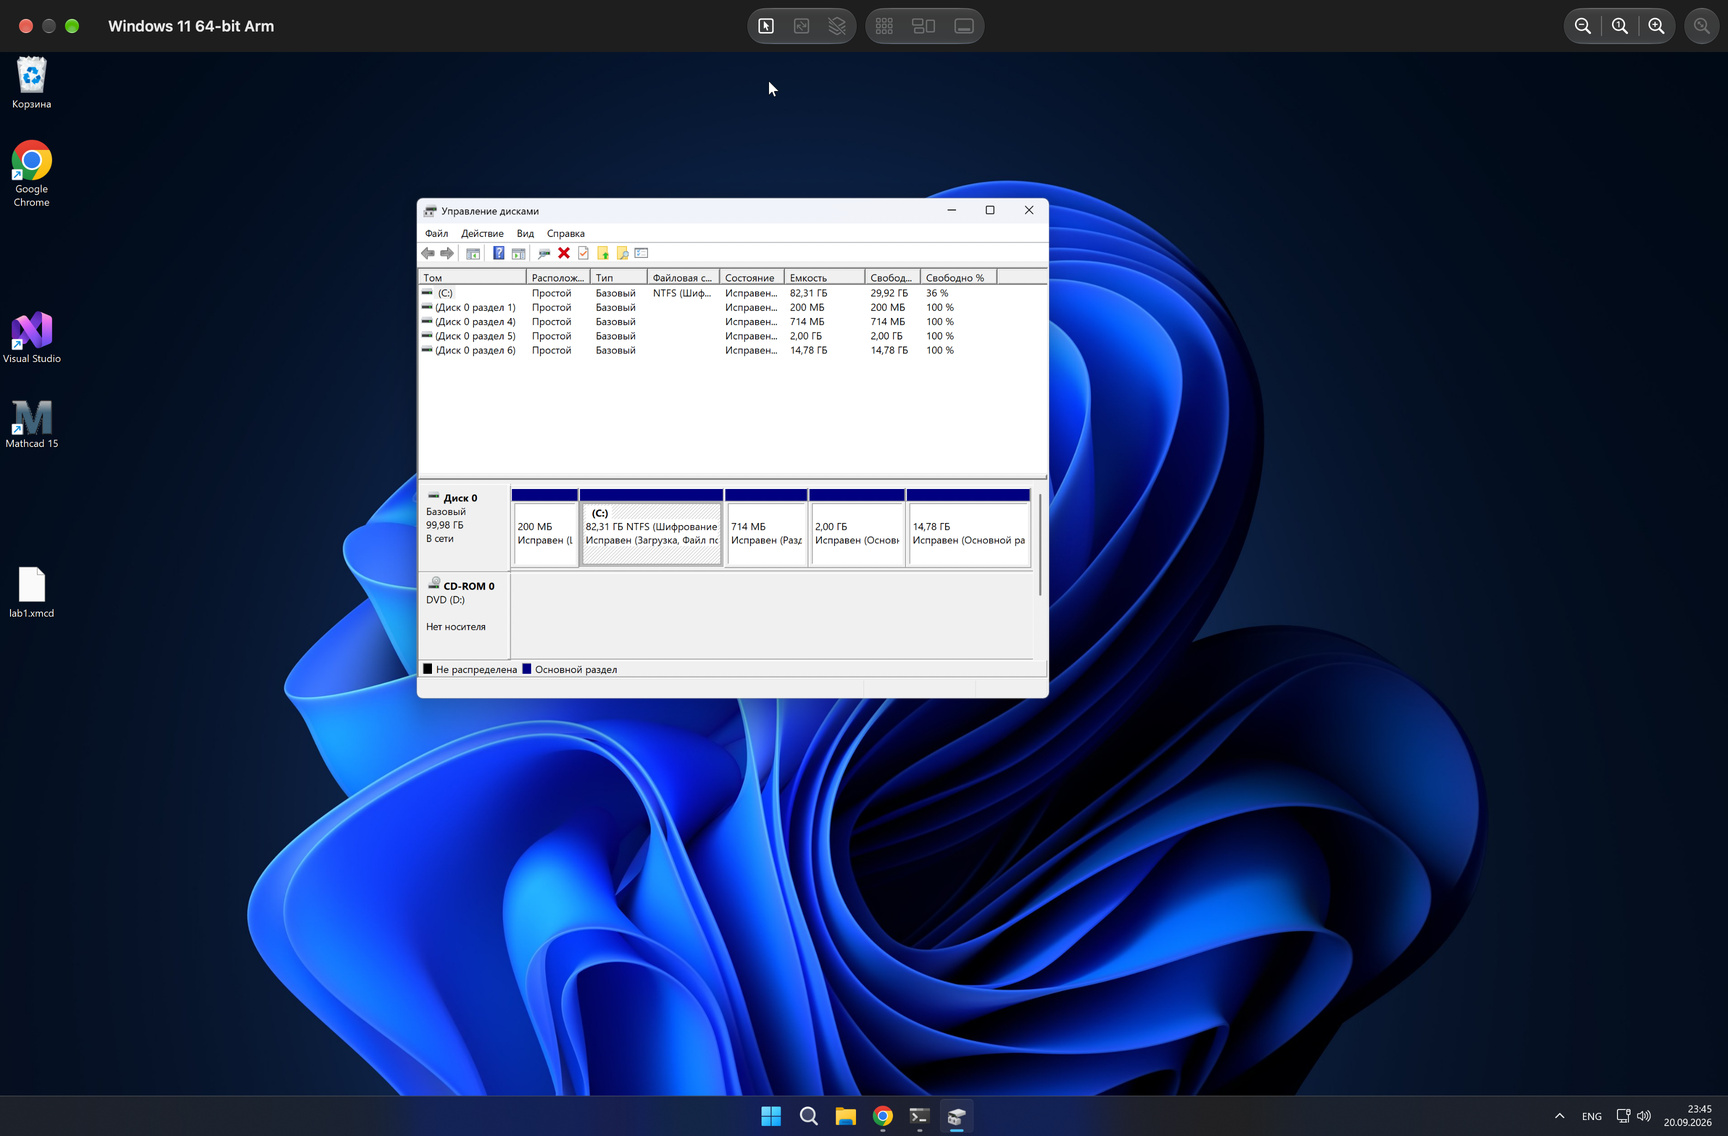 Windows 11 64-bit Arm
Корзина
Google
Chrome
Visual Studio
Mathcad 15
lab1.xmcd
Управление дисками
Файл Действие Вид Справка
Том Располож... Тип Файловая с... Состояние Емкость Свобод... Свободно %
(C:) Простой Базовый NTFS (Шиф... Исправен... 82,31 ГБ 29,92 ГБ 36 %
(Диск 0 раздел 1) Простой Базовый Исправен... 200 МБ 200 МБ 100 %
(Диск 0 раздел 4) Простой Базовый Исправен... 714 МБ 714 МБ 100 %
(Диск 0 раздел 5) Простой Базовый Исправен... 2,00 ГБ 2,00 ГБ 100 %
(Диск 0 раздел 6) Простой Базовый Исправен... 14,78 ГБ 14,78 ГБ 100 %
Диск 0
Базовый
99,98 ГБ
В сети
200 МБ
Исправен (
(C:)
82,31 ГБ NTFS (Шифрование
Исправен (Загрузка, Файл по
714 МБ
Исправен (Разд
2,00 ГБ
Исправен (Основн
14,78 ГБ
Исправен (Основной ра
CD-ROM 0
DVD (D:)
Нет носителя
Не распределена Основной раздел
ENG
23:45
20.09.2026